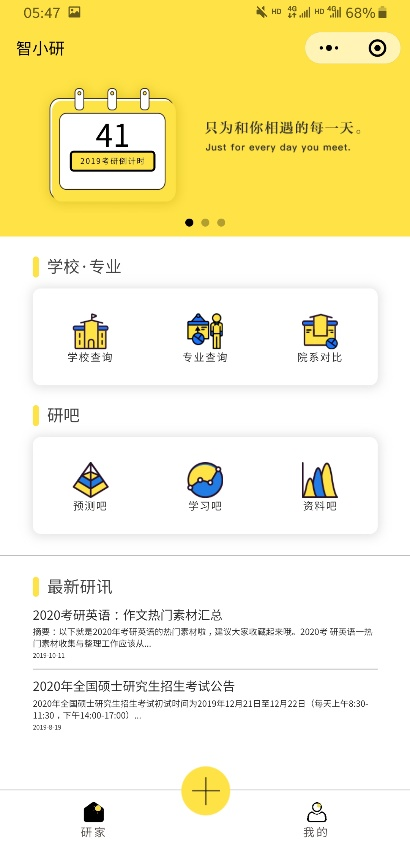 05:47
HD 4G HD 4G 68%
智小研
41
2019考研倒计时
只为和你相遇的每一天。
Just for every day you meet.
学校·专业
学校查询 专业查询 院系对比
研吧
预测吧 学习吧 资料吧
最新研讯
2020考研英语：作文热门素材汇总
摘要：以下就是2020年考研英语的热门素材啦，建议大家收藏起来哦。2020考 研英语一热
门素材收集与整理工作应该从...
2019-10-11
2020年全国硕士研究生招生考试公告
2020年全国硕士研究生招生考试初试时间为2019年12月21日至12月22日（每天上午8:30-
11:30，下午14:00-17:00）...
2019-8-19
研家 我的